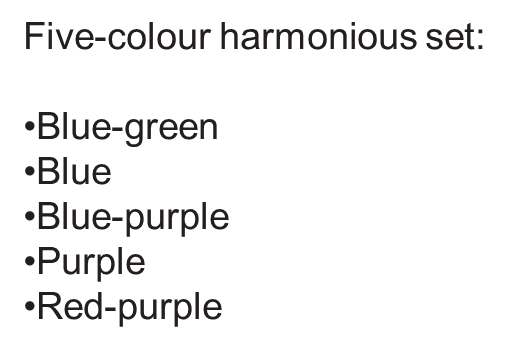 Five-colour harmonious set:
•Blue-green
•Blue
•Blue-purple
•Purple
•Red-purple